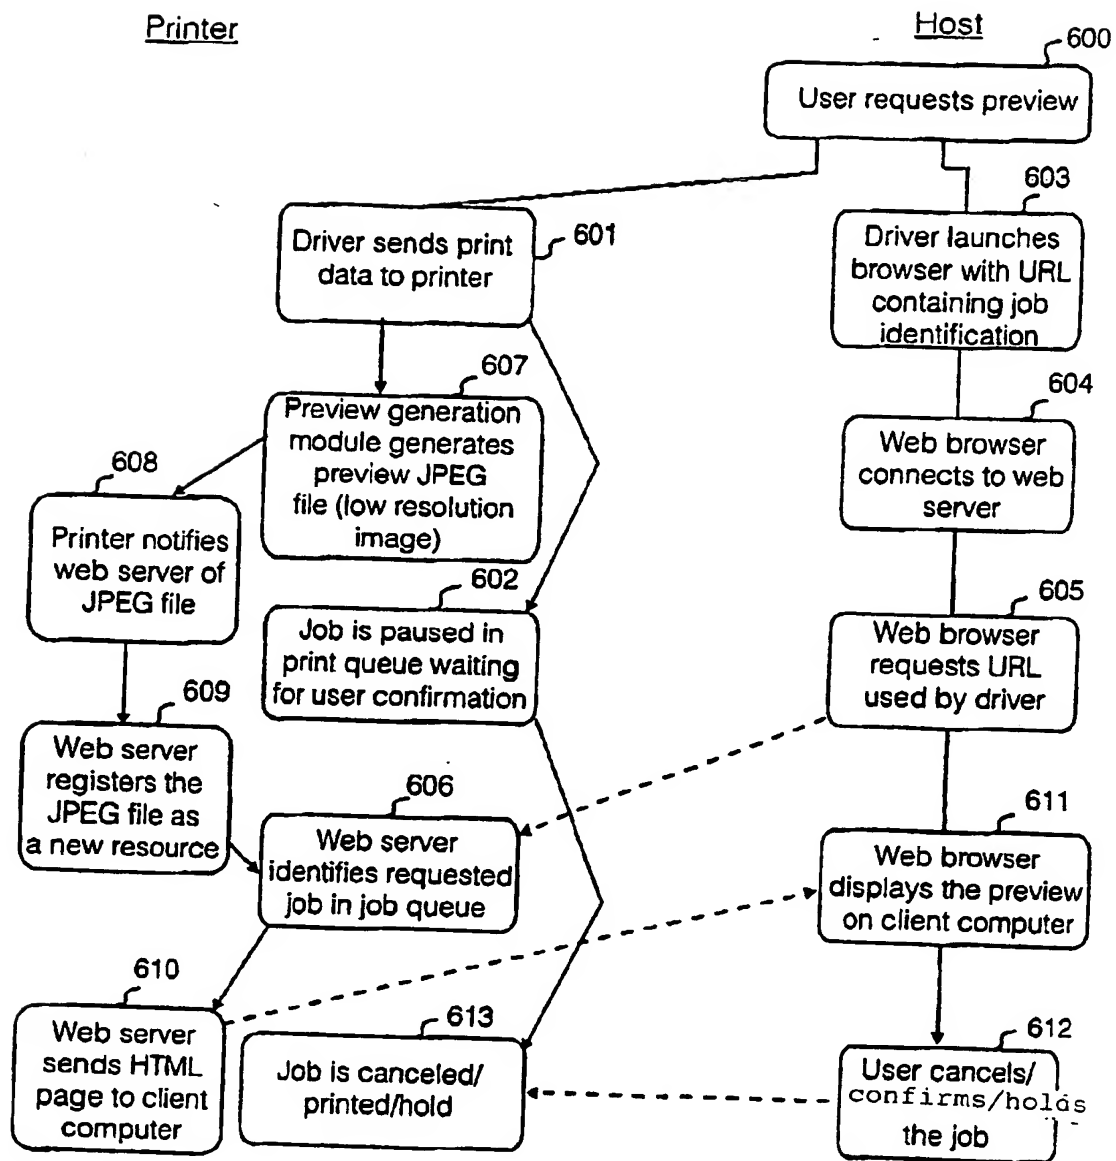 Printer
Host
600
User requests preview
603
Driver sends print
data to printer
601
Driver launches
browser with URL
containing job
identification
607
Preview generation
module generates
preview JPEG
file (low resolution
image)
604
Web browser
connects to web
server
608
Printer notifies
web server of
JPEG file
602
Job is paused in
print queue waiting
for user confirmation
605
Web browser
requests URL
used by driver
609
Web server
registers the
JPEG file as
a new resource
606
Web server
identifies requested
job in job queue
611
Web browser
displays the preview
on client computer
610
Web server
sends HTML
page to client
computer
613
Job is canceled/
printed/hold
612
User cancels/
confirms/holds
the job